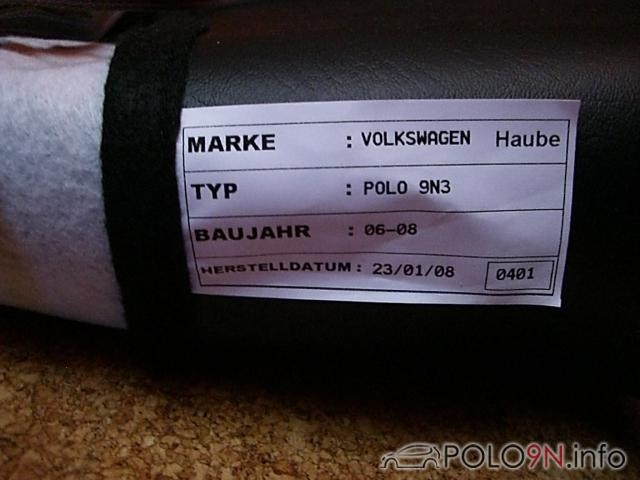 MARKE : VOLKSWAGEN Haube
TYP : POLO 9N3
BAUJAHR : 06-08
HERSTELLDATUM : 23/01/08 0401
POLO9N.info